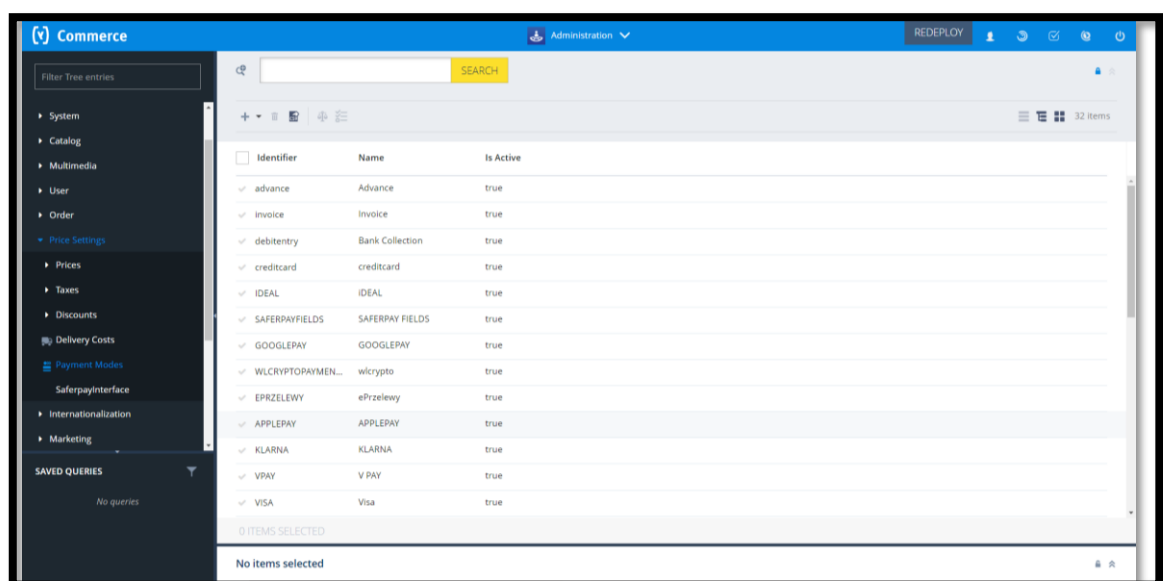 (y) Commerce
Administration
REDEPLOY
Filter Tree entries
SEARCH
System
Catalog
Multimedia
User
Order
Price Settings
Prices
Taxes
Discounts
Delivery Costs
Payment Modes
SaferpayInterface
Internationalization
Marketing
SAVED QUERIES
No queries
32 items
Identifier Name Is Active
advance Advance true
invoice Invoice true
debitentry Bank Collection true
creditcard creditcard true
IDEAL IDEAL true
SAFERPAYFIELDS SAFERPAY FIELDS true
GOOGLEPAY GOOGLEPAY true
WLCRYPTOPAYMEN... wlcrypto true
EPRZELEWY ePrzelewy true
APPLEPAY APPLEPAY true
KLARNA KLARNA true
VPAY V PAY true
VISA Visa true
0 ITEMS SELECTED
No items selected